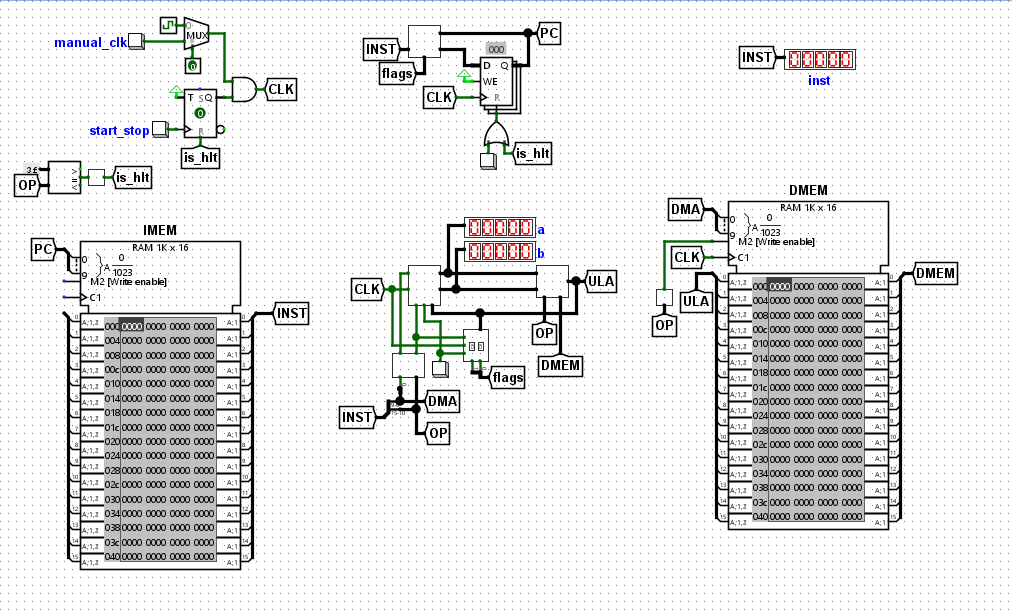 MUX
0
manual_clk
0
T S Q
0
R
CLK
start_stop
is_hlt
3f
OP
>
=
<
is_hlt
INST
flags
PC
000
D Q
WE
CLK
R
is_hlt
INST
inst
DMEM
DMA
RAM 1K x 16
0
9
A
0
1023
M2 [Write enable]
CLK
C1
ULA
OP
DMEM
000 0000 0000 0000 0000
004 0000 0000 0000 0000
008 0000 0000 0000 0000
00c 0000 0000 0000 0000
010 0000 0000 0000 0000
014 0000 0000 0000 0000
018 0000 0000 0000 0000
01c 0000 0000 0000 0000
020 0000 0000 0000 0000
024 0000 0000 0000 0000
028 0000 0000 0000 0000
02c 0000 0000 0000 0000
030 0000 0000 0000 0000
034 0000 0000 0000 0000
038 0000 0000 0000 0000
03c 0000 0000 0000 0000
040 0000 0000 0000 0000
IMEM
PC
RAM 1K x 16
0
9
A
0
1023
M2 [Write enable]
C1
INST
000 0000 0000 0000 0000
004 0000 0000 0000 0000
008 0000 0000 0000 0000
00c 0000 0000 0000 0000
010 0000 0000 0000 0000
014 0000 0000 0000 0000
018 0000 0000 0000 0000
01c 0000 0000 0000 0000
020 0000 0000 0000 0000
024 0000 0000 0000 0000
028 0000 0000 0000 0000
02c 0000 0000 0000 0000
030 0000 0000 0000 0000
034 0000 0000 0000 0000
038 0000 0000 0000 0000
03c 0000 0000 0000 0000
040 0000 0000 0000 0000
a
b
CLK
ULA
OP
DMEM
flags
INST
DMA
OP